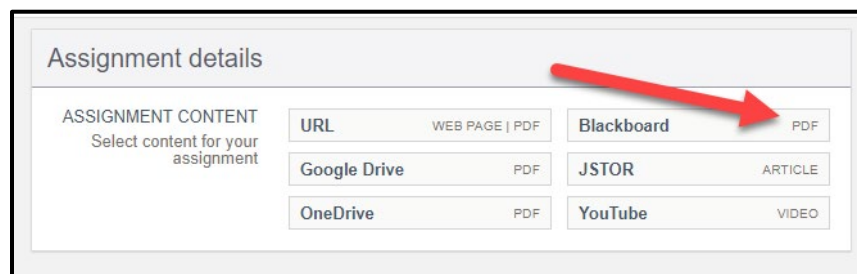 Assignment details
ASSIGNMENT CONTENT
Select content for your
assignment
URL WEB PAGE | PDF
Blackboard PDF
Google Drive PDF
JSTOR ARTICLE
OneDrive PDF
YouTube VIDEO